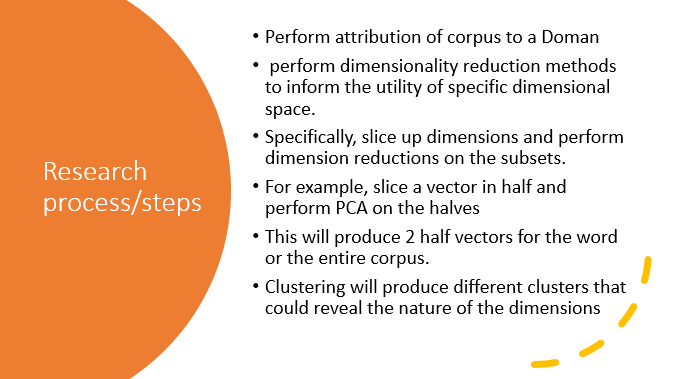 Research
process/steps
• Perform attribution of corpus to a Doman
• perform dimensionality reduction methods
to inform the utility of specific dimensional
space.
• Specifically, slice up dimensions and perform
dimension reductions on the subsets.
• For example, slice a vector in half and
perform PCA on the halves
• This will produce 2 half vectors for the word
or the entire corpus.
• Clustering will produce different clusters that
could reveal the nature of the dimensions